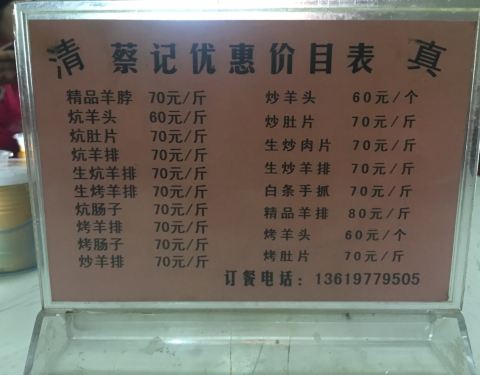 清 蔡记优惠价目表 真
精品羊脖 70元/斤
炕羊头 60元/斤
炕肚片 70元/斤
炕羊排 70元/斤
生炕羊排 70元/斤
生烤羊排 70元/斤
炕肠子 70元/斤
烤羊排 70元/斤
烤肠子 70元/斤
炒羊排 70元/斤
炒羊头 60元/个
炒肚片 70元/斤
生炒肉片 70元/斤
生炒羊排 70元/斤
白条手抓 70元/斤
精品羊排 80元/斤
烤羊头 60元/个
烤肚片 70元/斤
订餐电话：13619779505